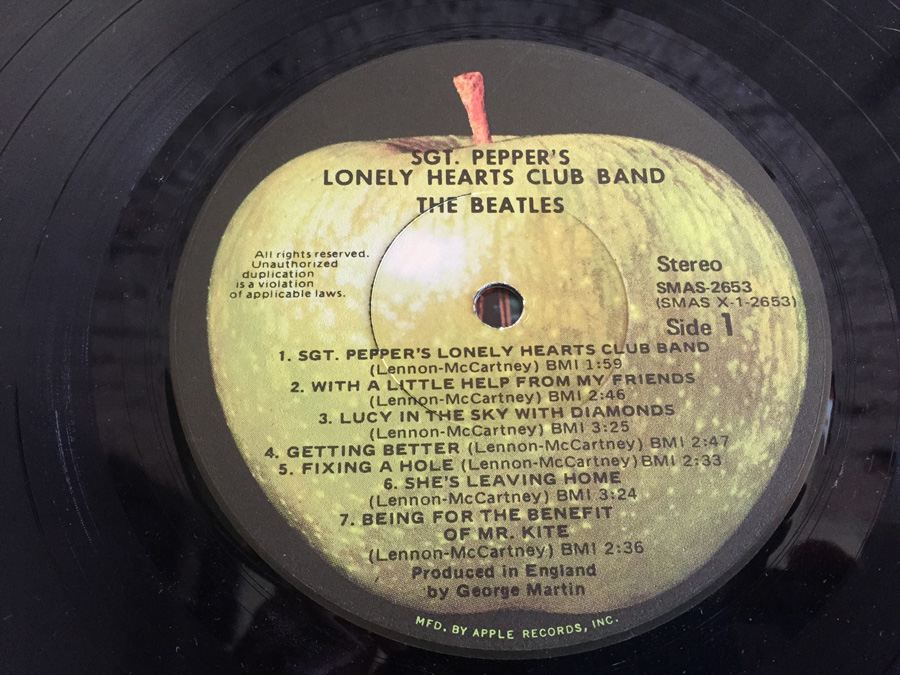 SGT. PEPPER'S
LONELY HEARTS CLUB BAND
THE BEATLES
All rights reserved.
Unauthorized
duplication
is a violation
of applicable laws.
Stereo
SMAS-2653
(SMAS X-1-2653)
Side 1
1. SGT. PEPPER'S LONELY HEARTS CLUB BAND
(Lennon-McCartney) BMI 1:59
2. WITH A LITTLE HELP FROM MY FRIENDS
(Lennon-McCartney) BMI 2:46
3. LUCY IN THE SKY WITH DIAMONDS
(Lennon-McCartney) BMI 3:25
4. GETTING BETTER (Lennon-McCartney) BMI 2:47
5. FIXING A HOLE (Lennon-McCartney) BMI 2:33
6. SHE'S LEAVING HOME
(Lennon-McCartney) BMI 3:24
7. BEING FOR THE BENEFIT
OF MR. KITE
(Lennon-McCartney) BMI 2:36
Produced in England
by George Martin
MFD. BY APPLE RECORDS, INC.